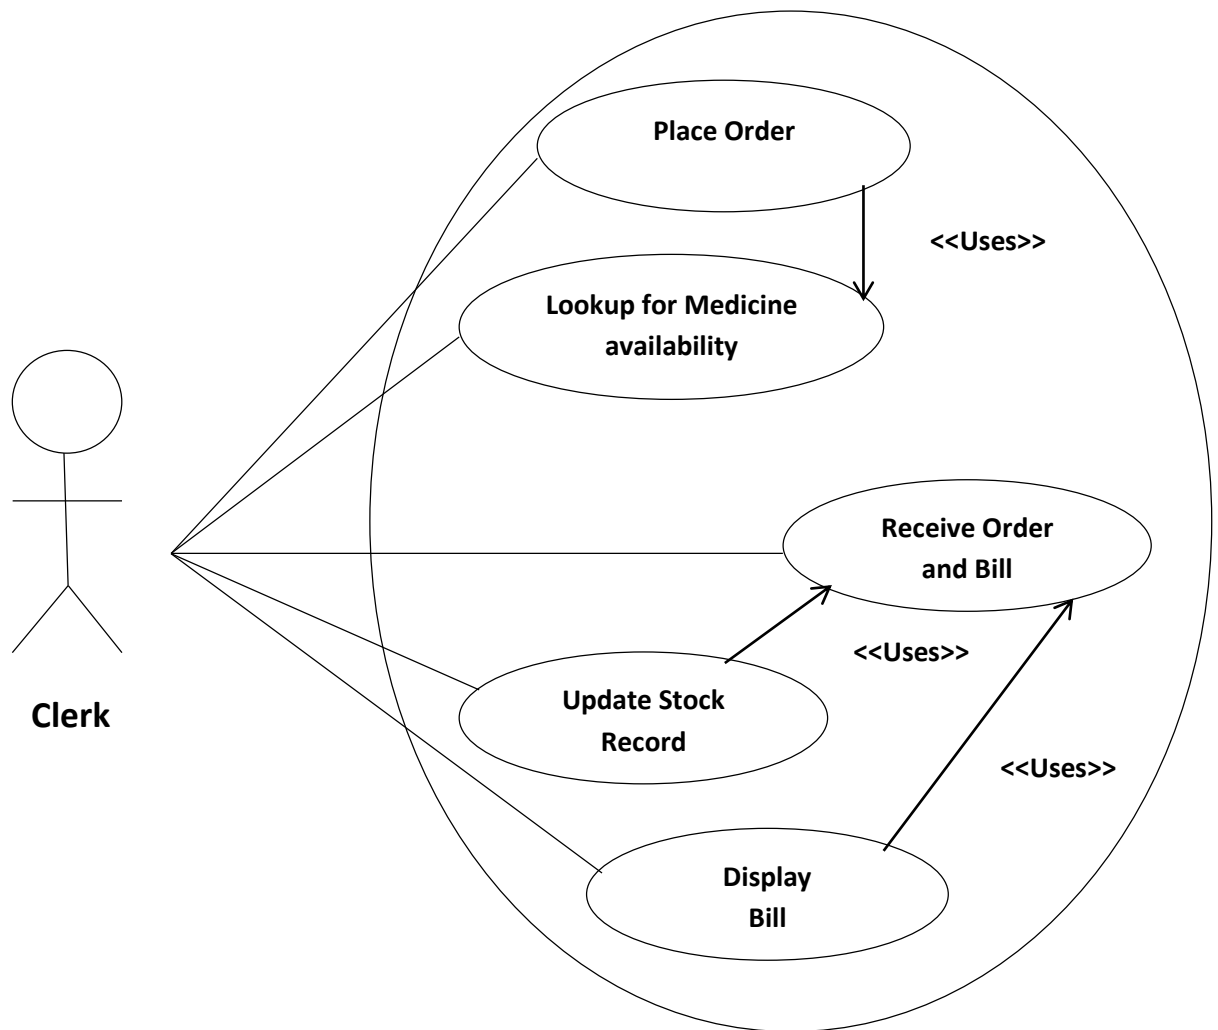 Place Order
<<Uses>>
Lookup for Medicine
availability
Receive Order
and Bill
<<Uses>>
Update Stock
Record
Clerk
<<Uses>>
Display
Bill